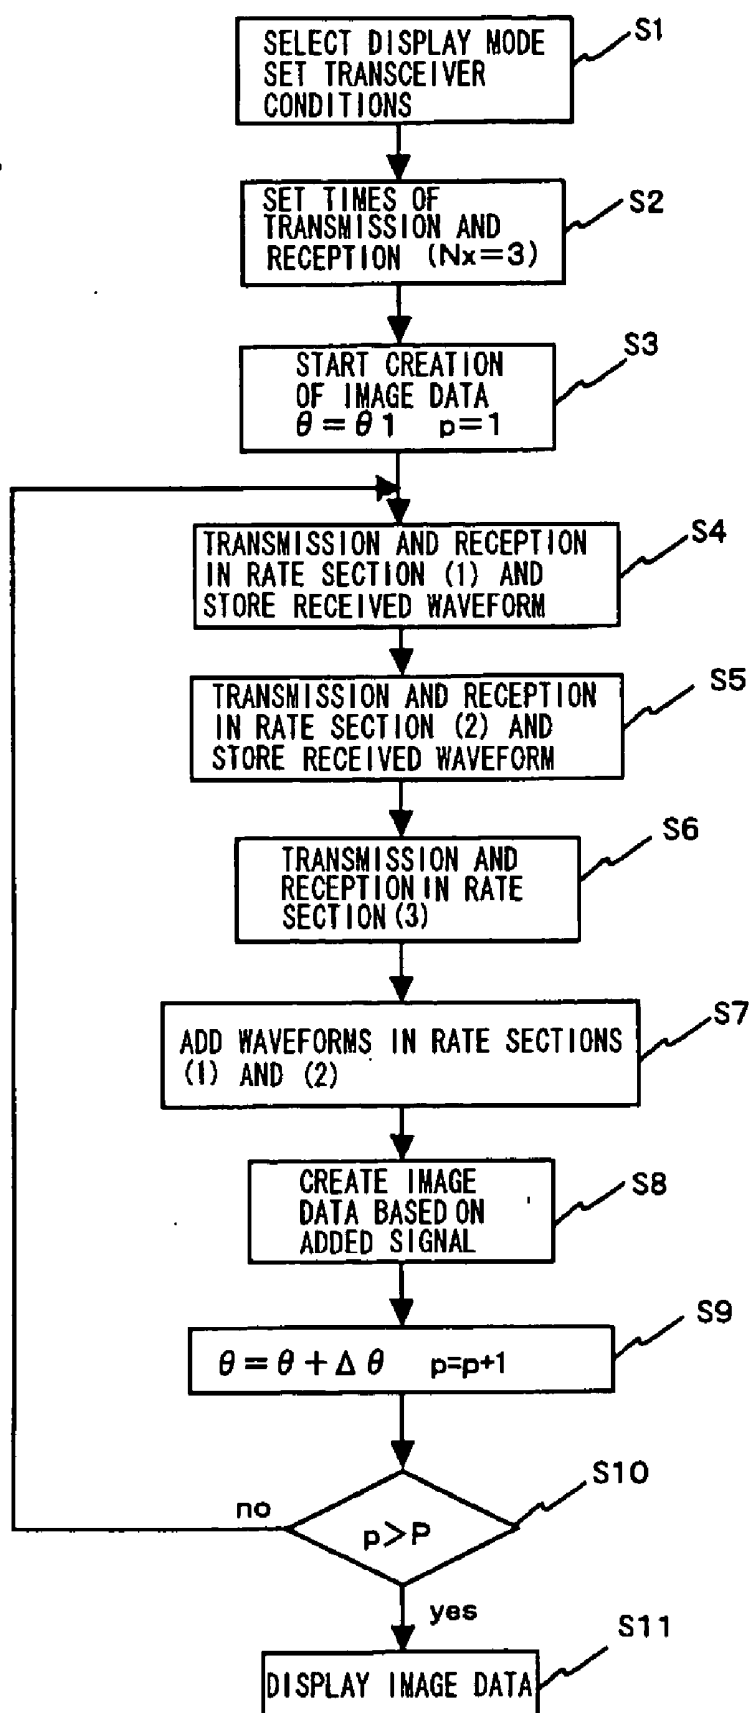 S1
SELECT DISPLAY MODE
SET TRANSCEIVER
CONDITIONS
S2
SET TIMES OF
TRANSMISSION AND
RECEPTION (Nx=3)
S3
START CREATION
OF IMAGE DATA
θ=θ1 p=1
S4
TRANSMISSION AND RECEPTION
IN RATE SECTION (1) AND
STORE RECEIVED WAVEFORM
S5
TRANSMISSION AND RECEPTION
IN RATE SECTION (2) AND
STORE RECEIVED WAVEFORM
S6
TRANSMISSION AND
RECEPTION IN RATE
SECTION (3)
S7
ADD WAVEFORMS IN RATE SECTIONS
(1) AND (2)
S8
CREATE IMAGE
DATA BASED ON
ADDED SIGNAL
S9
θ=θ+Δθ p=p+1
S10
no
p>P
yes
S11
DISPLAY IMAGE DATA